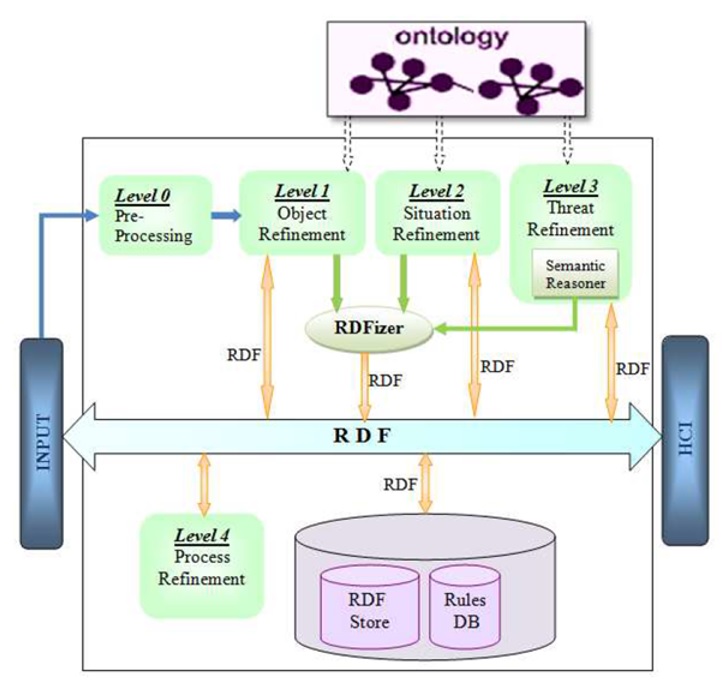 ontology
Level 0
Pre-
Processing
Level 1
Object
Refinement
Level 2
Situation
Refinement
Level 3
Threat
Refinement
Semantic
Reasoner
RDFizer
RDF
RDF
RDF
RDF
INPUT
R D F
HCI
RDF
Level 4
Process
Refinement
RDF
Store
Rules
DB